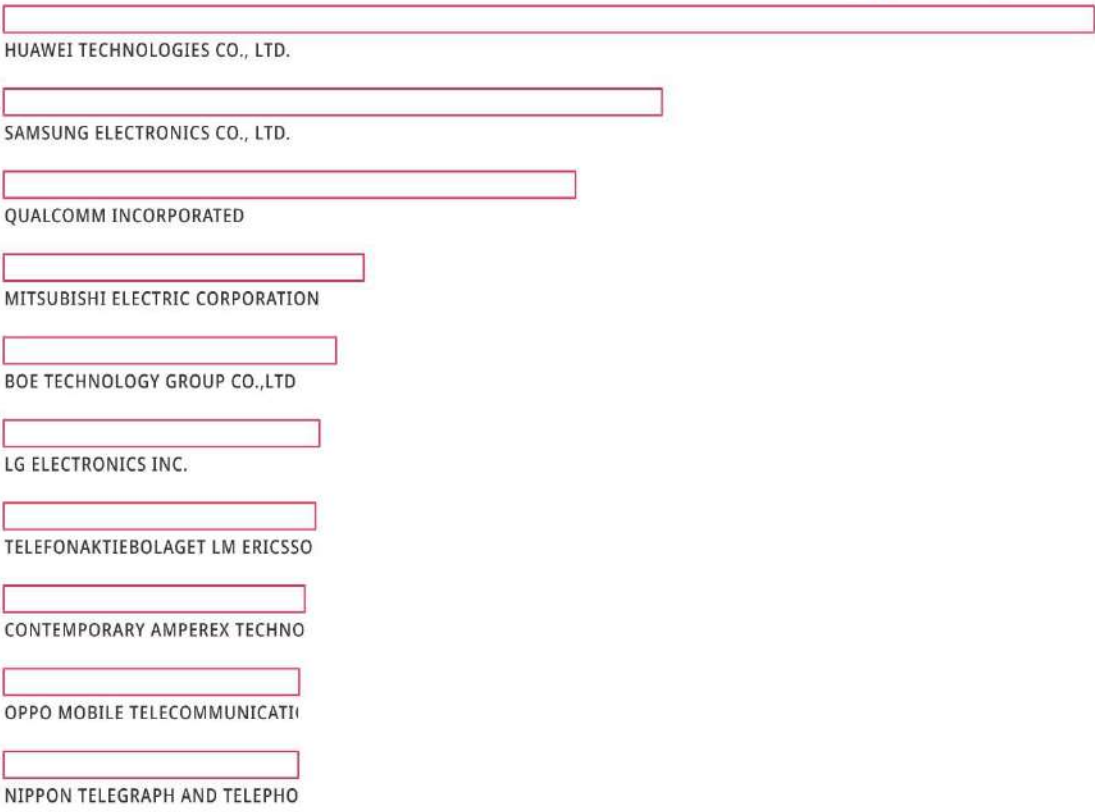 HUAWEI TECHNOLOGIES CO., LTD.
SAMSUNG ELECTRONICS CO., LTD.
QUALCOMM INCORPORATED
MITSUBISHI ELECTRIC CORPORATION
BOE TECHNOLOGY GROUP CO.,LTD
LG ELECTRONICS INC.
TELEFONAKTIEBOLAGET LM ERICSSO
CONTEMPORARY AMPEREX TECHNO
OPPO MOBILE TELECOMMUNICATI
NIPPON TELEGRAPH AND TELEPHO